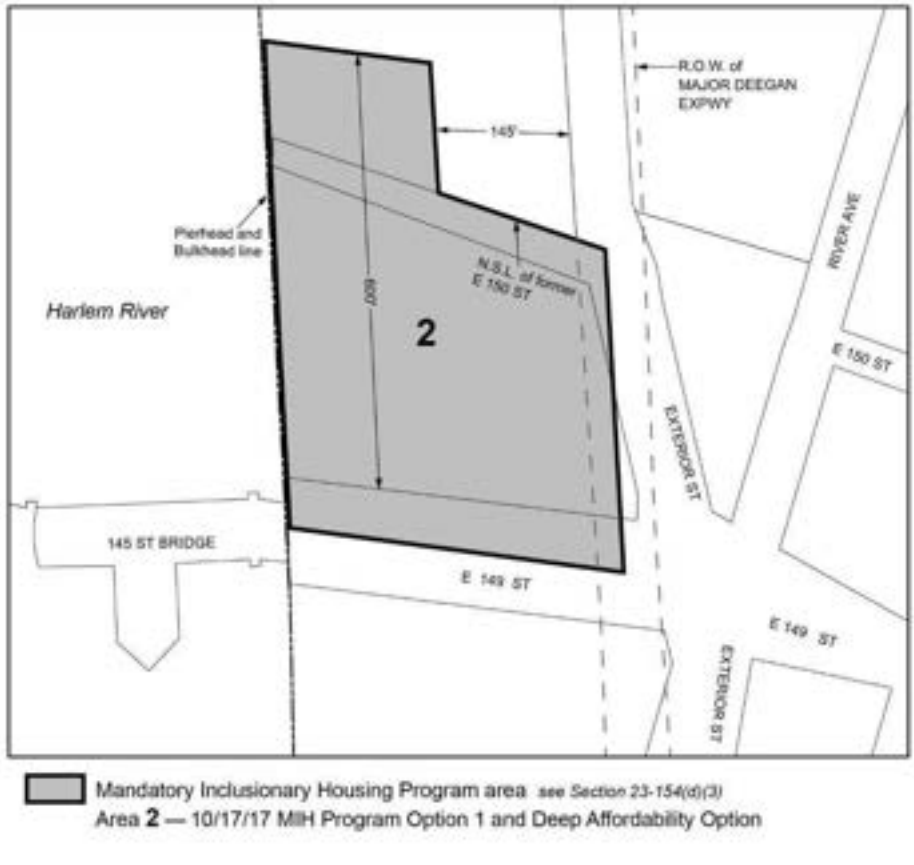 R.O.W. of
MAJOR DEEGAN
EXPWY
145'
RIVER AVE
Pierhead and
Bulkhead line
N.S.L. of former
E 150 ST
600'
Harlem River
2
E 150 ST
EXTERIOR ST
145 ST BRIDGE
E 149 ST
E 149 ST
EXTERIOR ST
Mandatory Inclusionary Housing Program area see Section 23-154(d)(3)
Area 2 — 10/17/17 MIH Program Option 1 and Deep Affordability Option